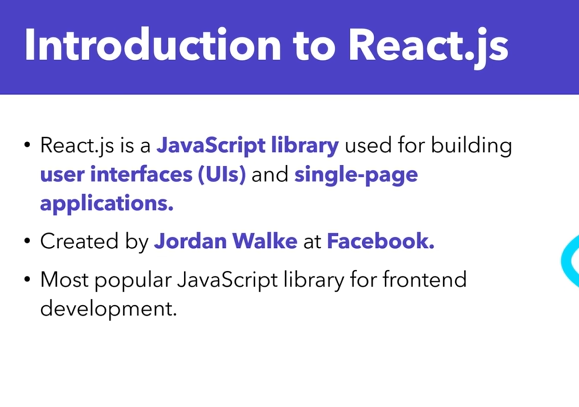 Introduction to React.js
• React.js is a JavaScript library used for building
user interfaces (UIs) and single-page
applications.
• Created by Jordan Walke at Facebook.
• Most popular JavaScript library for frontend
development.